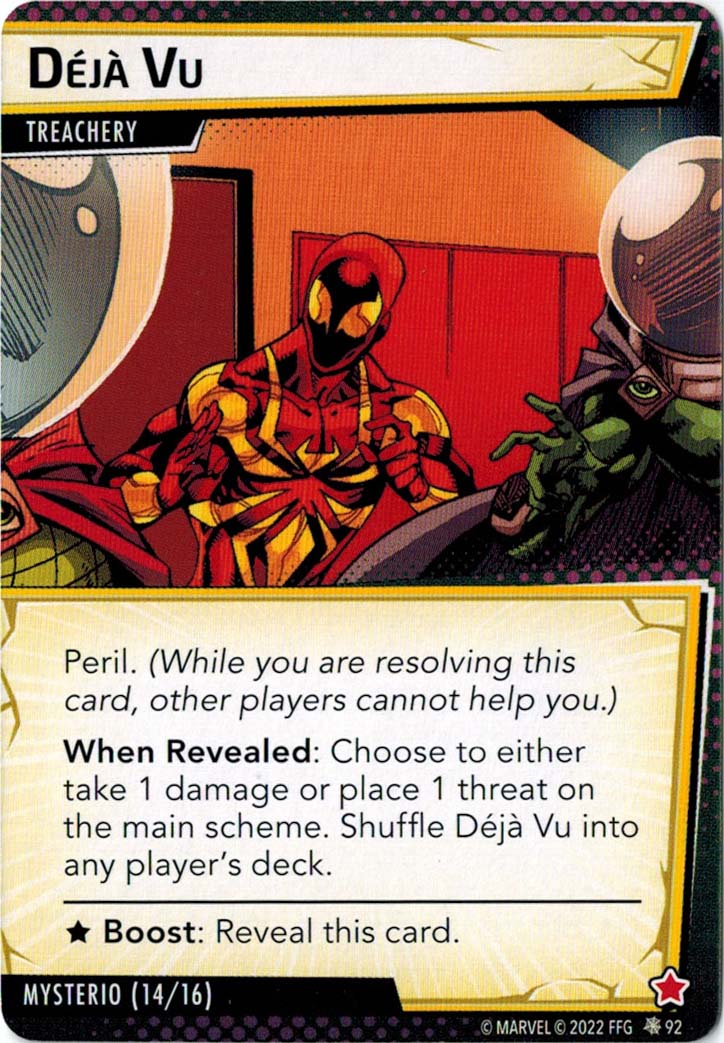 Déjà Vu
TREACHERY
Peril. (While you are resolving this
card, other players cannot help you.)
When Revealed: Choose to either
take 1 damage or place 1 threat on
the main scheme. Shuffle Déjà Vu into
any player's deck.
★ Boost: Reveal this card.
MYSTERIO (14/16)
© MARVEL © 2022 FFG 92